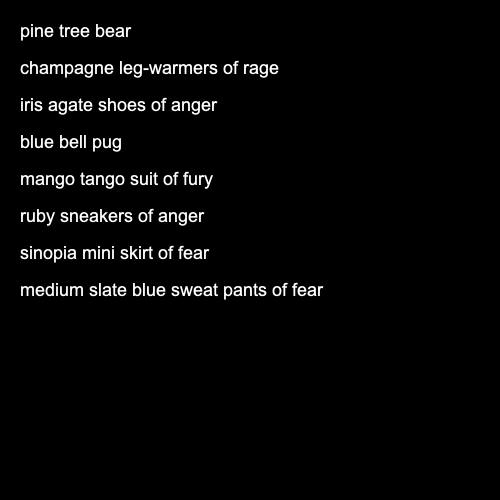 pine tree bear
champagne leg-warmers of rage
iris agate shoes of anger
blue bell pug
mango tango suit of fury
ruby sneakers of anger
sinopia mini skirt of fear
medium slate blue sweat pants of fear